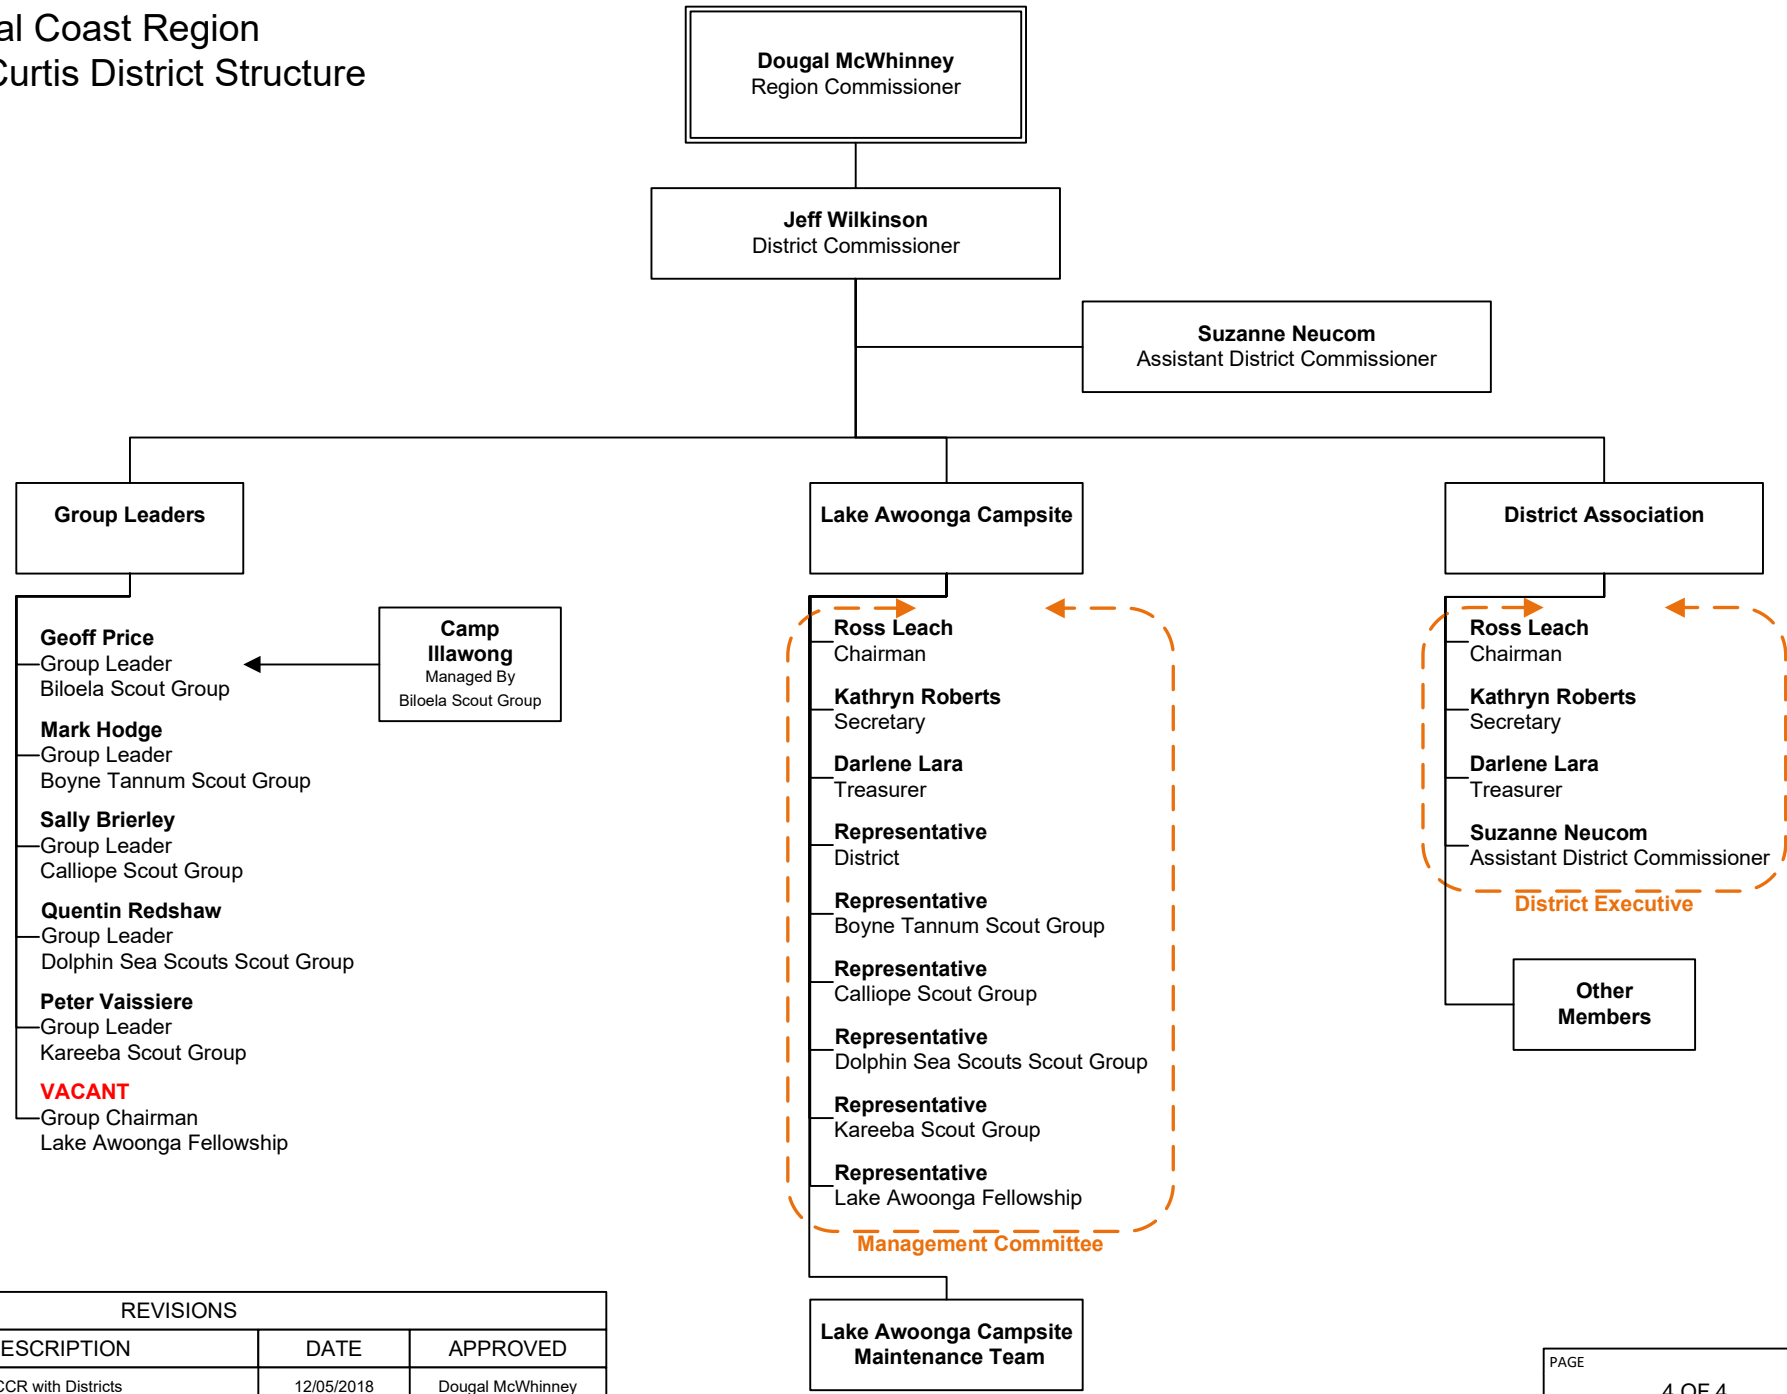 al Coast Region
Curtis District Structure
Dougal McWhinney
Region Commissioner
Jeff Wilkinson
District Commissioner
Suzanne Neucom
Assistant District Commissioner
Group Leaders
Geoff Price
Group Leader
Biloela Scout Group
Camp
Illawong
Managed By
Biloela Scout Group
Mark Hodge
Group Leader
Boyne Tannum Scout Group
Sally Brierley
Group Leader
Calliope Scout Group
Quentin Redshaw
Group Leader
Dolphin Sea Scouts Scout Group
Peter Vaissiere
Group Leader
Kareeba Scout Group
VACANT
Group Chairman
Lake Awoonga Fellowship
Lake Awoonga Campsite
Ross Leach
Chairman
Kathryn Roberts
Secretary
Darlene Lara
Treasurer
Representative
District
Representative
Boyne Tannum Scout Group
Representative
Calliope Scout Group
Representative
Dolphin Sea Scouts Scout Group
Representative
Kareeba Scout Group
Representative
Lake Awoonga Fellowship
Management Committee
Lake Awoonga Campsite
Maintenance Team
District Association
Ross Leach
Chairman
Kathryn Roberts
Secretary
Darlene Lara
Treasurer
Suzanne Neucom
Assistant District Commissioner
District Executive
Other
Members
REVISIONS
ESCRIPTION DATE APPROVED
CCR with Districts 12/05/2018 Dougal McWhinney
PAGE
4 OF 4